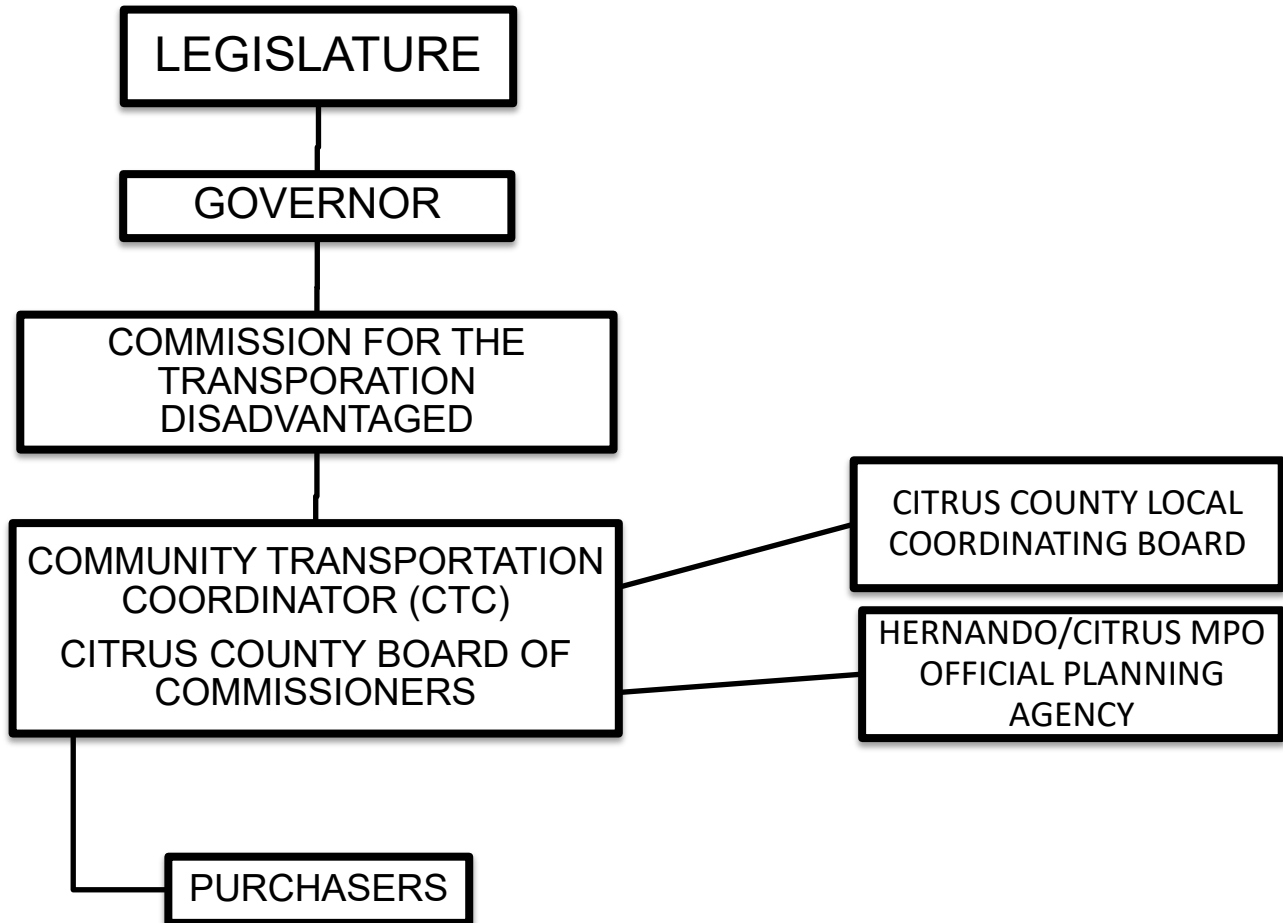 LEGISLATURE
GOVERNOR
COMMISSION FOR THE
TRANSPORATION
DISADVANTAGED
COMMUNITY TRANSPORTATION
COORDINATOR (CTC)
CITRUS COUNTY BOARD OF
COMMISSIONERS
CITRUS COUNTY LOCAL
COORDINATING BOARD
HERNANDO/CITRUS MPO
OFFICIAL PLANNING
AGENCY
PURCHASERS